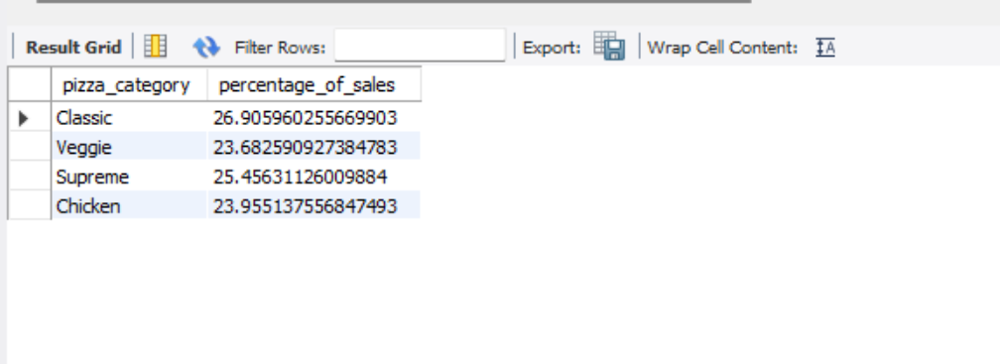 Result Grid Filter Rows: Export: Wrap Cell Content: IA
pizza_category percentage_of_sales
Classic 26.905960255669903
Veggie 23.682590927384783
Supreme 25.45631126009884
Chicken 23.955137556847493